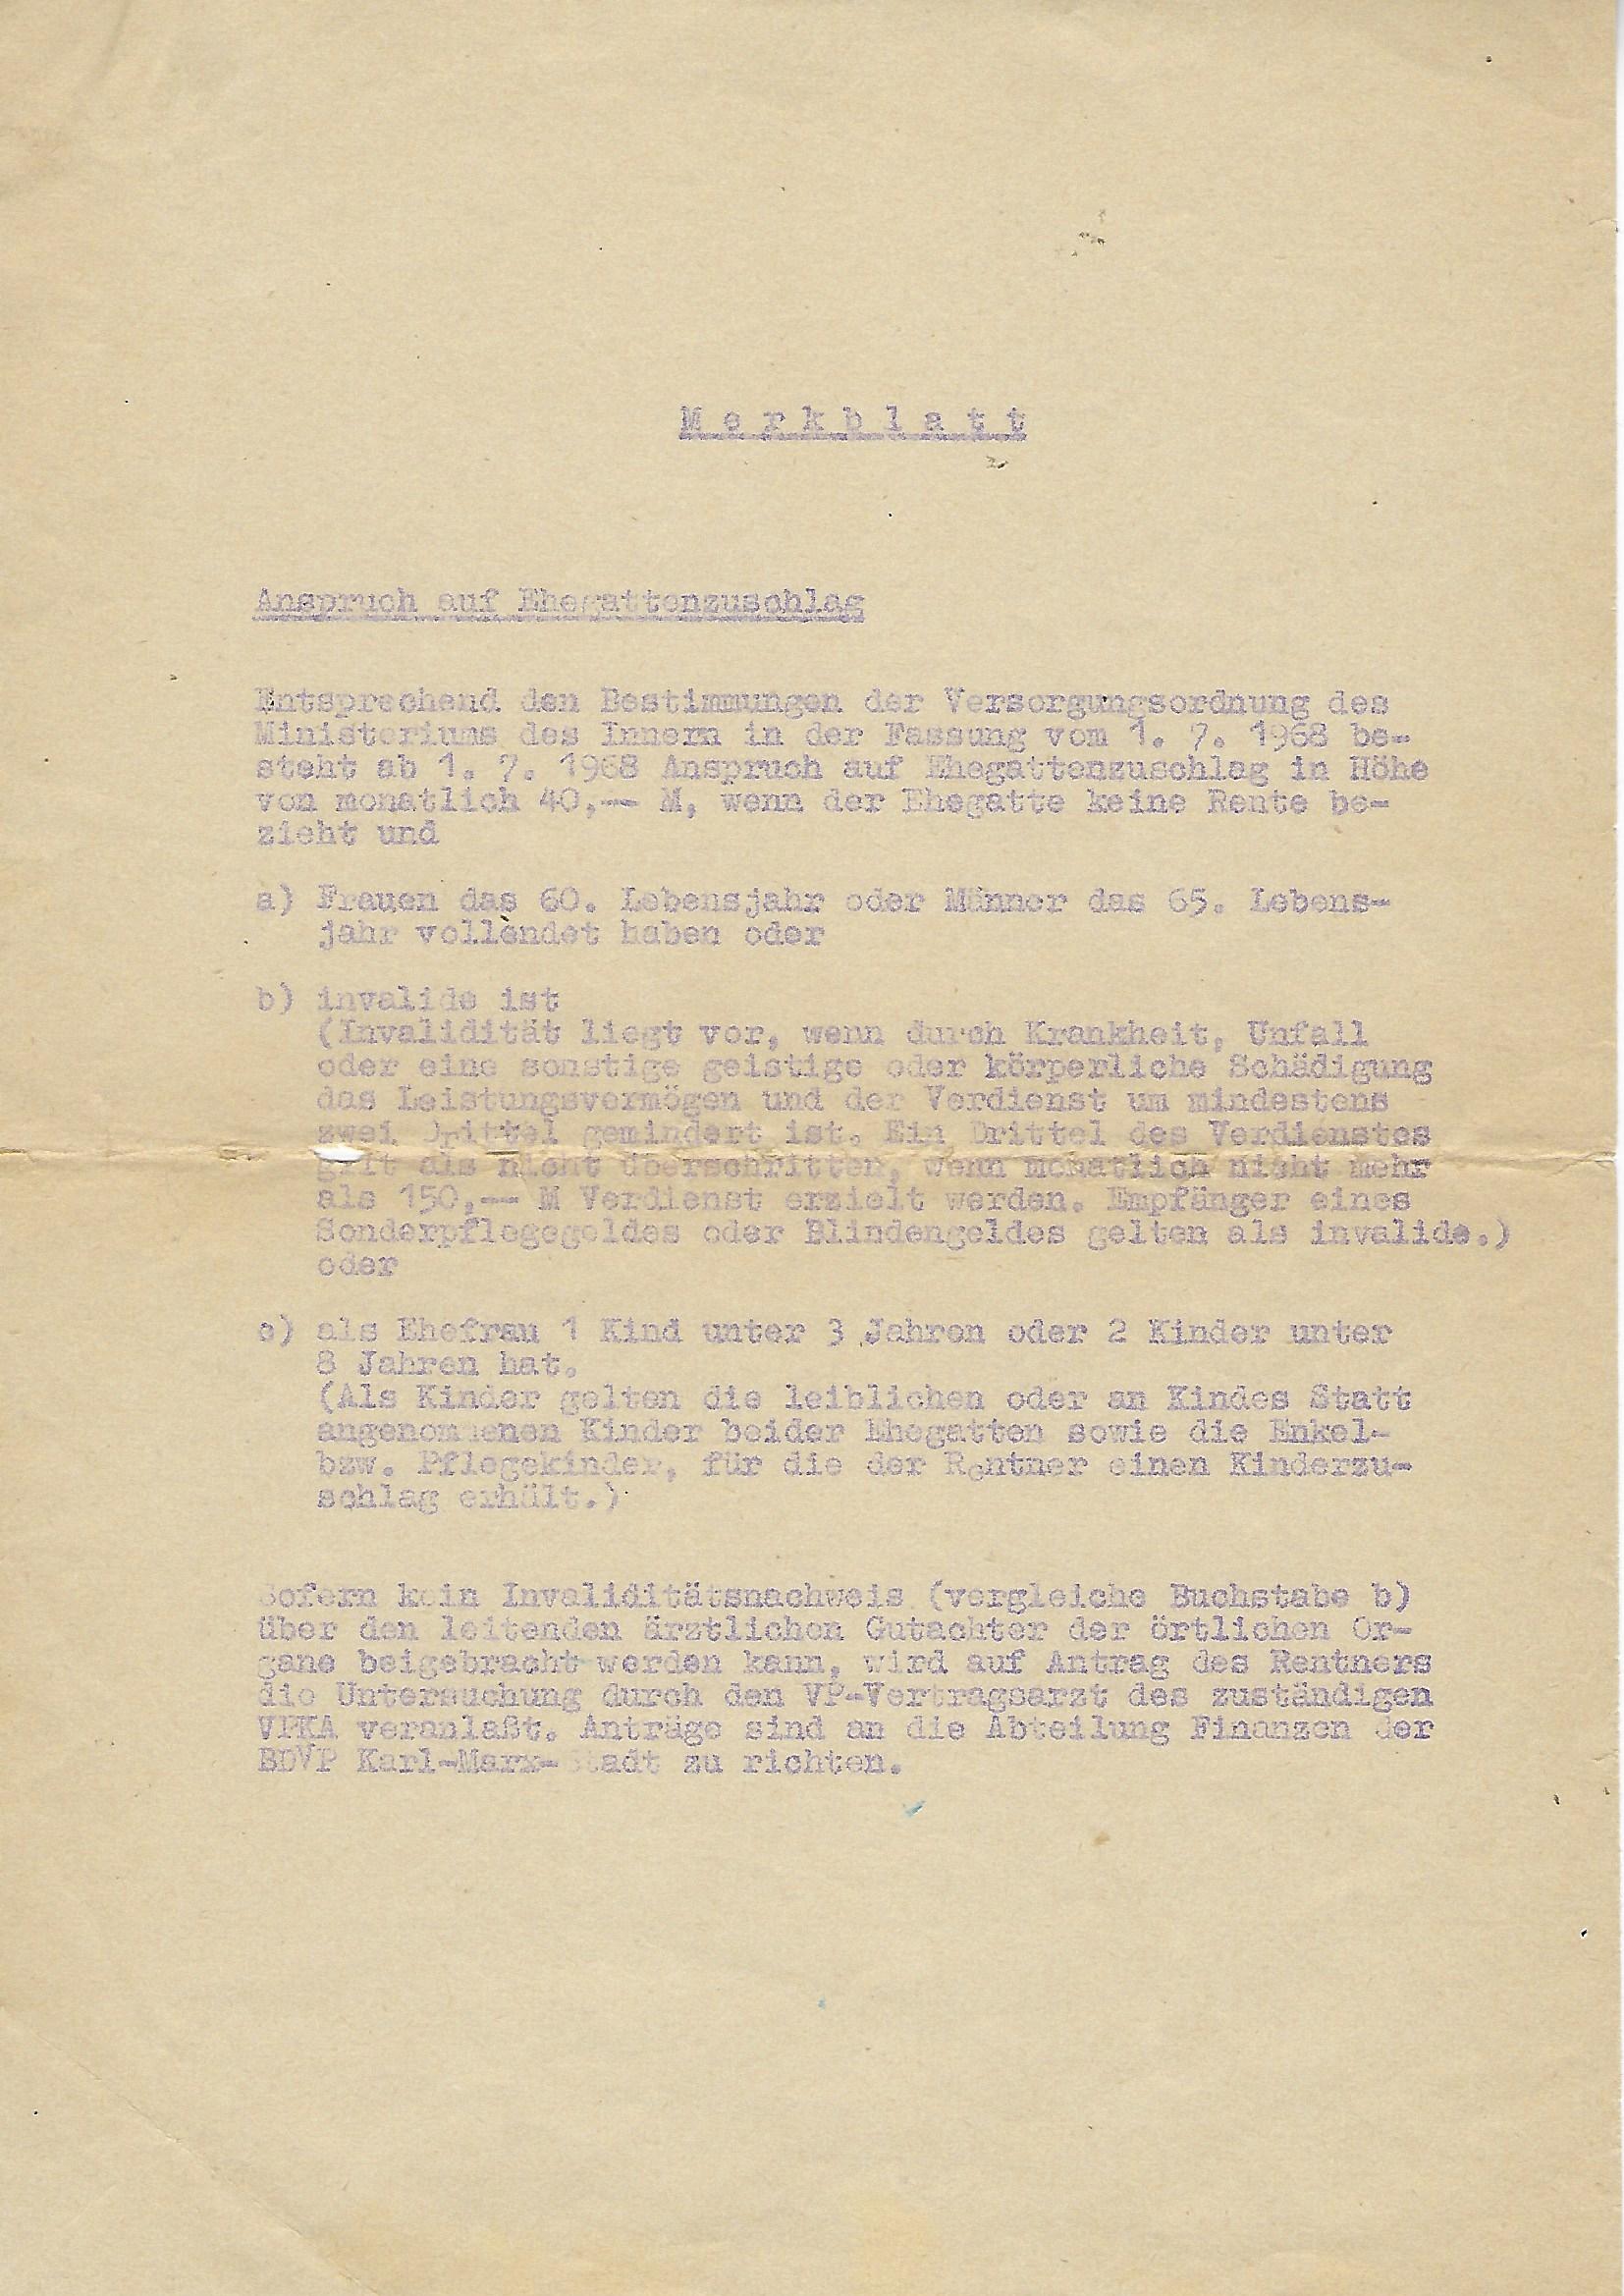 M e r k b l a t t
Anspruch auf Ehegattenzuschlag
Entsprechend den Bestimmungen der Versorgungsordnung des
Ministeriums des Innern in der Fassung vom 1. 7. 1968 be-
steht ab 1. 7. 1968 Anspruch auf Ehegattenzuschlag in Höhe
von monatlich 40,-- M, wenn der Ehegatte keine Rente be-
zieht und
a) Frauen das 60. Lebensjahr oder Männer das 65. Lebens-
jahr vollendet haben oder
b) invalide ist
(Invalidität liegt vor, wenn durch Krankheit, Unfall
oder eine sonstige geistige oder körperliche Schädigung
das Leistungsvermögen und der Verdienst um mindestens
zwei Drittel gemindert ist. Ein Drittel des Verdienstes
gilt als nicht überschritten, wenn monatlich nicht mehr
als 150,-- M Verdienst erzielt werden. Empfänger eines
Sonderpflegegeldes oder Blindengeldes gelten als invalide.)
oder
c) als Ehefrau 1 Kind unter 3 Jahren oder 2 Kinder unter
8 Jahren hat.
(Als Kinder gelten die leiblichen oder an Kindes Statt
angenommenen Kinder beider Ehegatten sowie die Enkel-
bzw. Pflegekinder, für die der Rentner einen Kinderzu-
schlag erhält.)
Sofern kein Invaliditätsnachweis (vergleiche Buchstabe b)
über den leitenden ärztlichen Gutachter der örtlichen Or-
gane beigebracht werden kann, wird auf Antrag des Rentners
die Untersuchung durch den VP-Vertragsarzt des zuständigen
VPKA veranlaßt. Anträge sind an die Abteilung Finanzen der
BDVP Karl-Marx-Stadt zu richten.